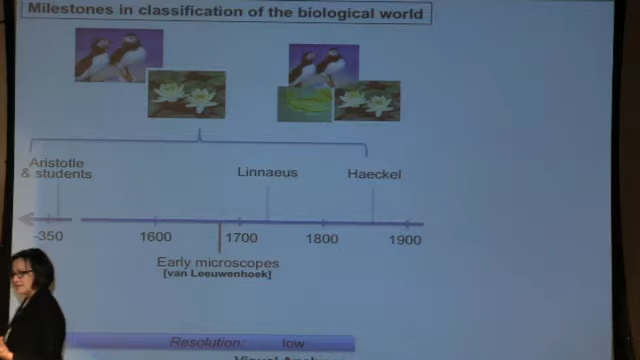 Milestones in classification of the biological world
Aristotle
& students
Linnaeus
Haeckel
-350
1600
1700
1800
1900
Early microscopes
[van Leeuwenhoek]
Resolution: low
Visual